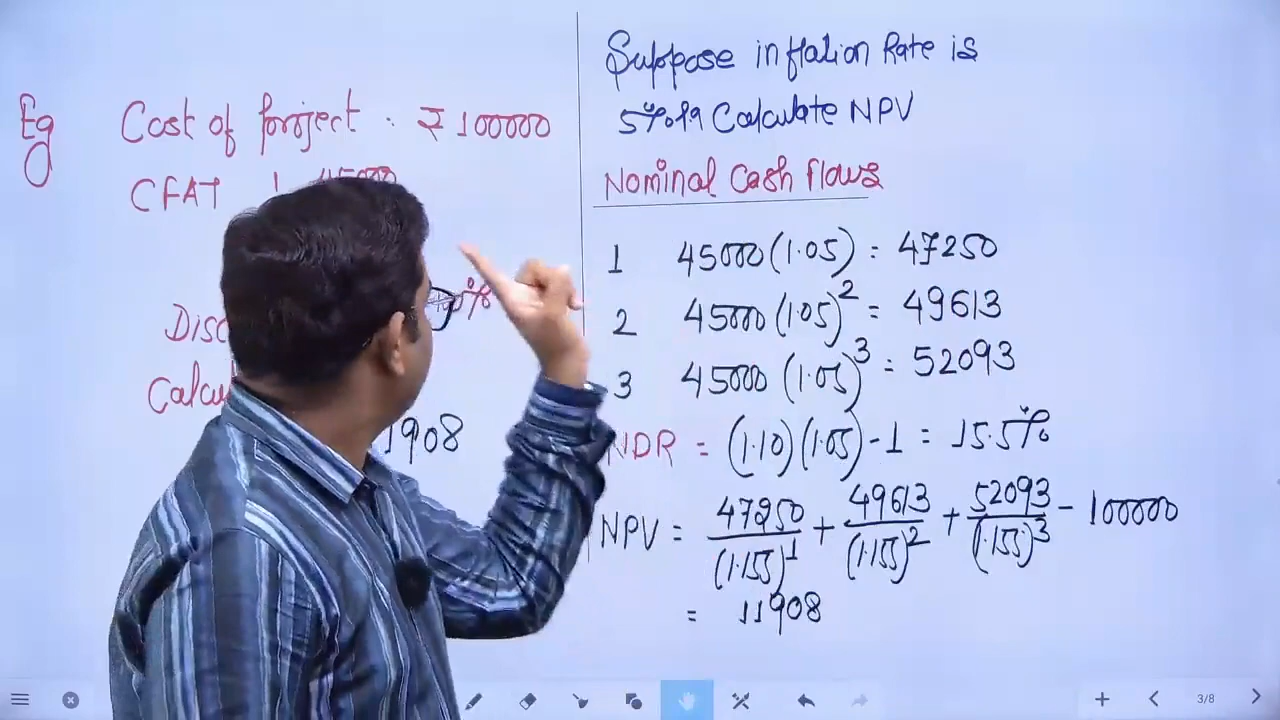 Eg Cost of project . ₹ 100000
CFAT 1
Disc
Calcu
1908
Suppose inflation Rate is
5% Calculate NPV
Nominal Cash flows
1 45000(1.05) : 47250
2 45000(1.05)² = 49613
3 45000(1.05)³ : 52093
NDR = (1.10)(1.05)-1 = 15.5%
NPV = 47250/(1.155)¹ + 49613/(1.155)² + 52093/(1.155)³ - 100000
= 11908
3/8